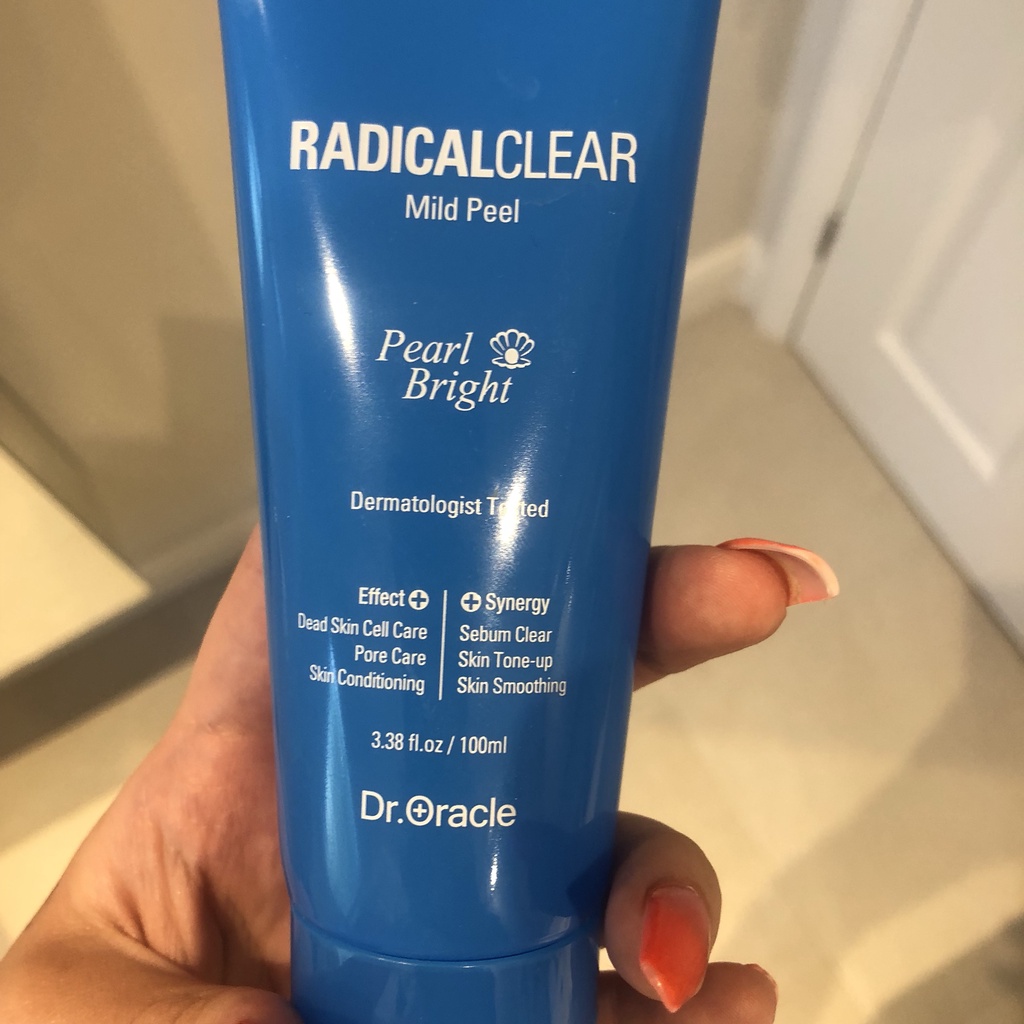 RADICALCLEAR
Mild Peel
Pearl
Bright
Dermatologist Tested
Effect
Dead Skin Cell Care
Pore Care
Skin Conditioning
Synergy
Sebum Clear
Skin Tone-up
Skin Smoothing
3.38 fl.oz / 100ml
Dr.Oracle